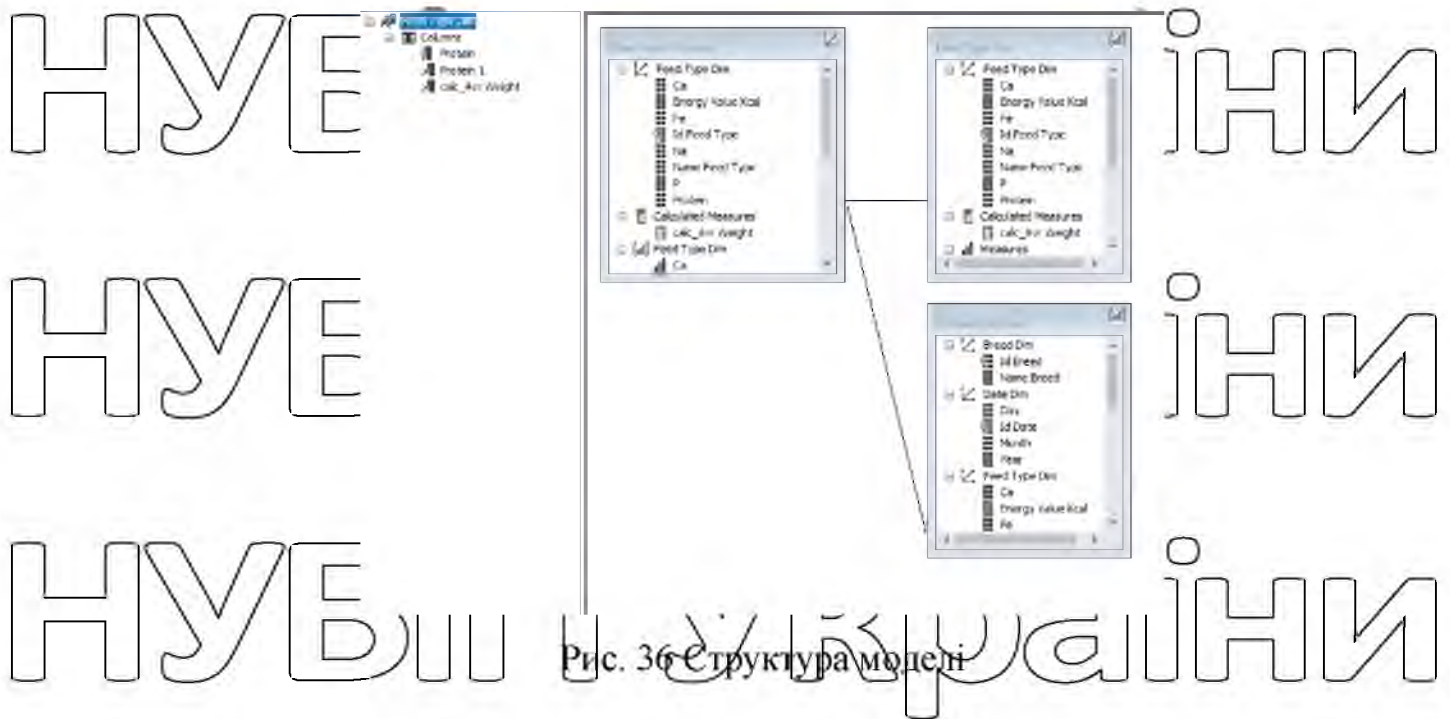 Columns
Protein
Protein 1
calc_Avr Weight
Feed Type Dim
Ca
Energy Value Kcal
Fe
Id Feed Type
Na
Name Feed Type
P
Protein
Calculated Measures
calc_Avr Weight
Feed Type Dim
Ca
Feed Type Dim
Feed Type Dim
Ca
Energy Value Kcal
Fe
Id Feed Type
Na
Name Feed Type
P
Protein
Calculated Measures
calc_Avr Weight
Measures
Breed Dim
Id Breed
Name Breed
Date Dim
Day
Id Date
Month
Year
Feed Type Dim
Ca
Energy Value Kcal
Fe
НУБіП України
Рис. 36 Структура моделі